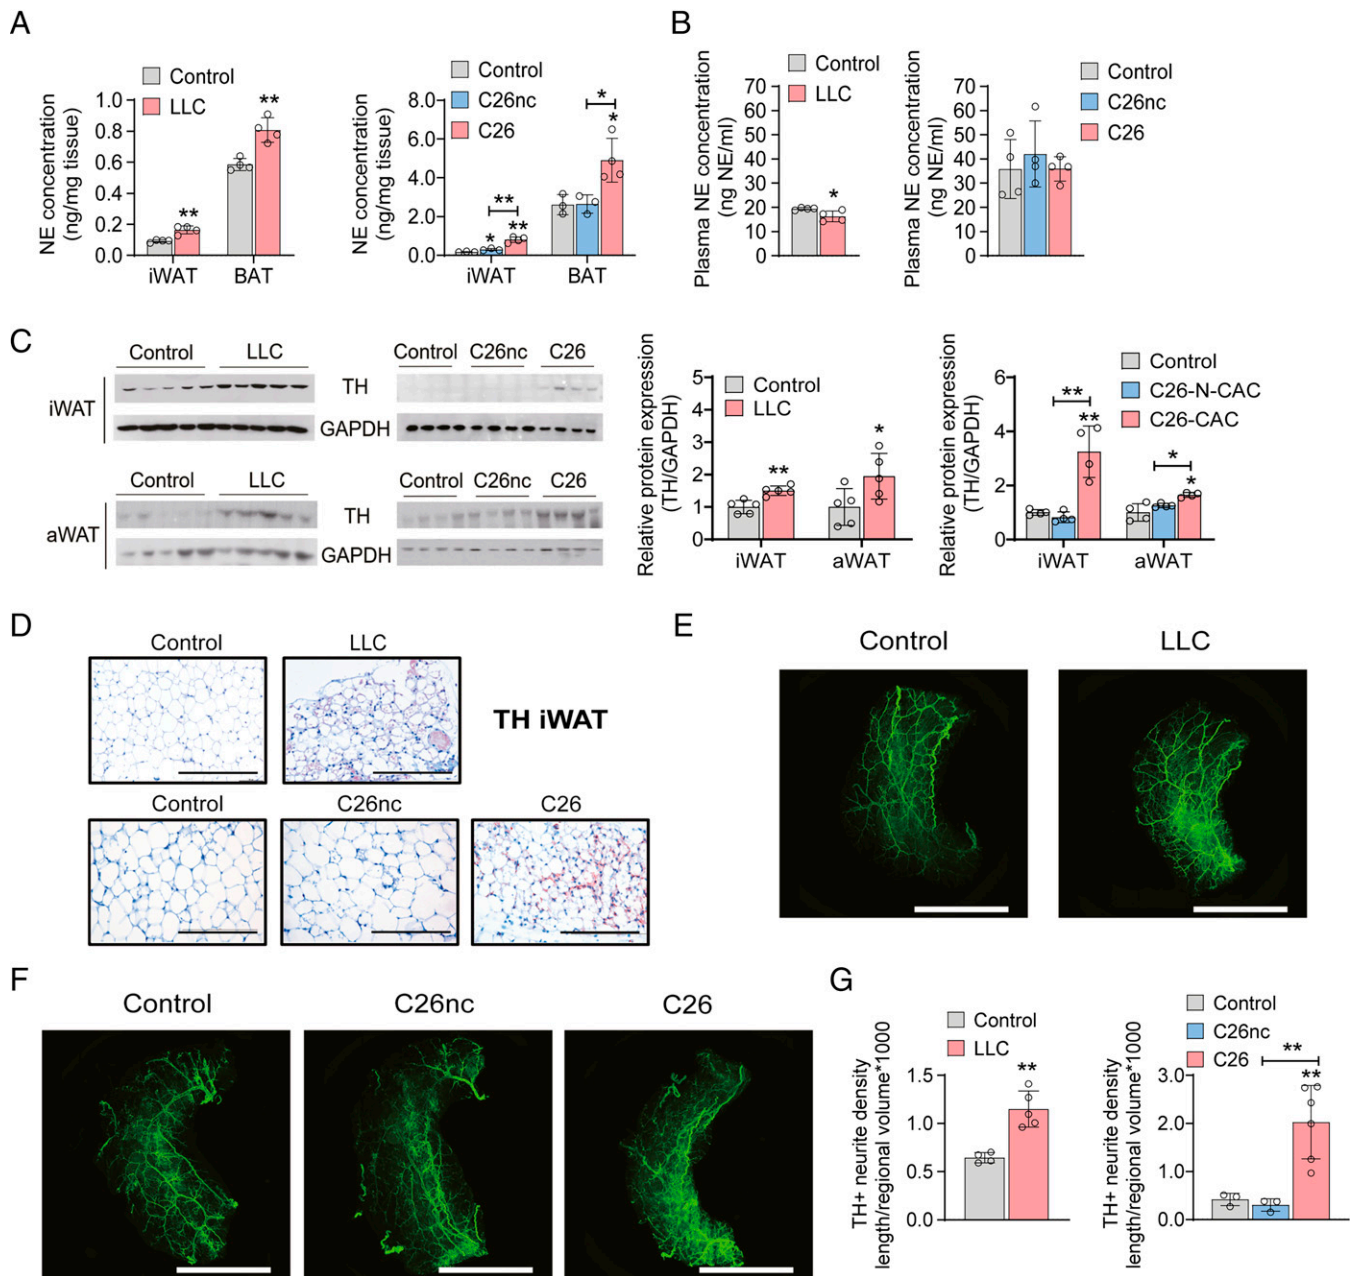 A
Control
LLC
NE concentration
(ng/mg tissue)
1.0
0.8
0.6
0.4
0.2
0.0
**
**
iWAT
BAT
Control
C26nc
C26
NE concentration
(ng/mg tissue)
8.0
6.0
4.0
2.0
0.0
*
*
**
*
**
iWAT
BAT
B
Control
LLC
Plasma NE concentration
(ng NE/ml)
70
60
50
40
30
20
10
0
*
Control
C26nc
C26
Plasma NE concentration
(ng NE/ml)
70
60
50
40
30
20
10
0
C
Control LLC
Control C26nc C26
iWAT
TH
GAPDH
Control LLC
Control C26nc C26
aWAT
TH
GAPDH
Control
LLC
Relative protein expression
(TH/GAPDH)
5
4
3
2
1
0
**
*
iWAT
aWAT
Control
C26-N-CAC
C26-CAC
Relative protein expression
(TH/GAPDH)
6
4
2
0
**
**
*
*
iWAT
aWAT
D
Control
LLC
TH iWAT
Control
C26nc
C26
E
Control
LLC
F
Control
C26nc
C26
G
Control
LLC
TH+ neurite density
length/regional volume*1000
1.5
1.0
0.5
0.0
**
Control
C26nc
C26
TH+ neurite density
length/regional volume*1000
3.0
2.0
1.0
0.0
**
**